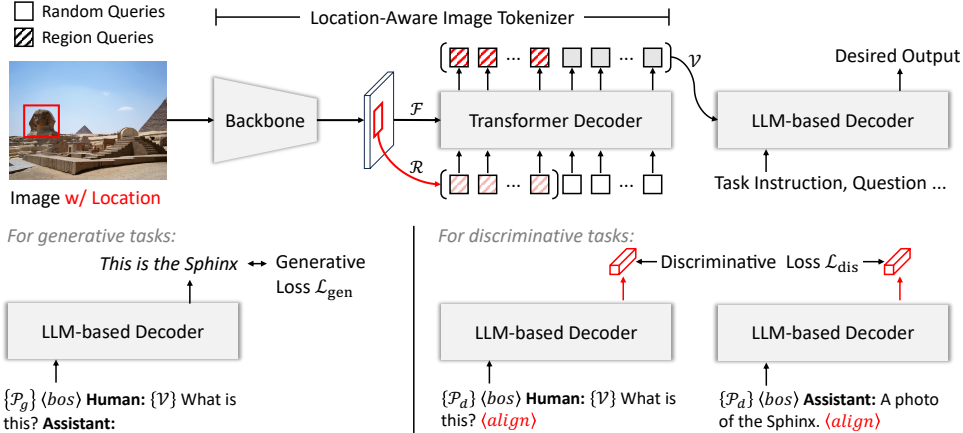 Location-Aware Image Tokenizer
Random Queries
Region Queries
... ...
𝒱
Desired Output
Backbone
ℱ
Transformer Decoder
LLM-based Decoder
ℛ
... ...
Image w/ Location
Task Instruction, Question ...
For generative tasks:
This is the Sphinx
Generative
Loss ℒgen
LLM-based Decoder
{𝒫g} ⟨bos⟩ Human: {𝒱} What is
this? Assistant:
For discriminative tasks:
Discriminative Loss ℒdis
LLM-based Decoder
LLM-based Decoder
{𝒫d} ⟨bos⟩ Human: {𝒱} What is
this? ⟨align⟩
{𝒫d} ⟨bos⟩ Assistant: A photo
of the Sphinx. ⟨align⟩